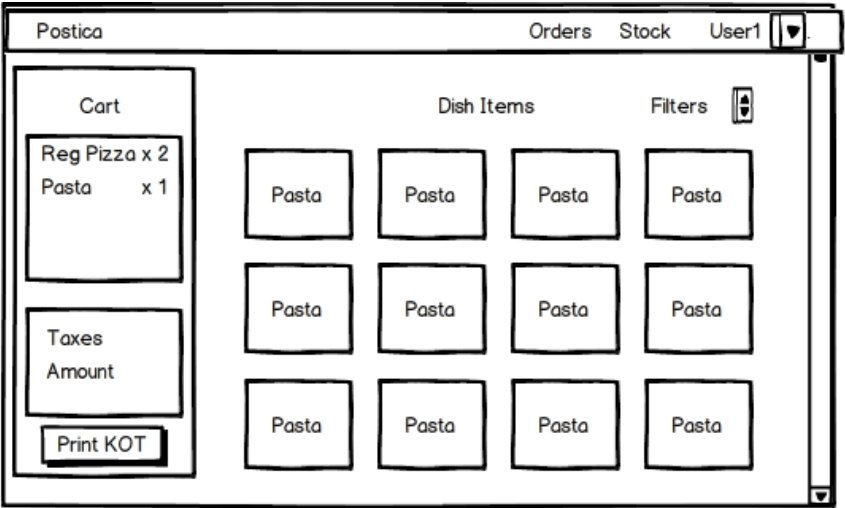 Postica Orders Stock User1
Cart
Reg Pizza x 2
Pasta x 1
Taxes
Amount
Print KOT
Dish Items Filters
Pasta Pasta Pasta Pasta
Pasta Pasta Pasta Pasta
Pasta Pasta Pasta Pasta